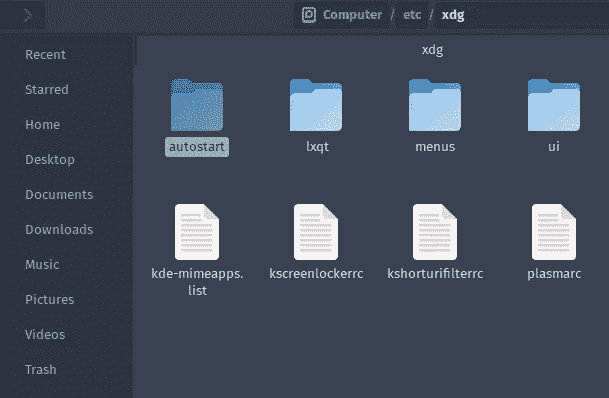 Computer / etc / xdg
xdg
Recent
Starred
Home
Desktop
Documents
Downloads
Music
Pictures
Videos
Trash
autostart
lxqt
menus
ui
kde-mimeapps.
list
kscreenlockerrc
kshorturifilterrc
plasmarc